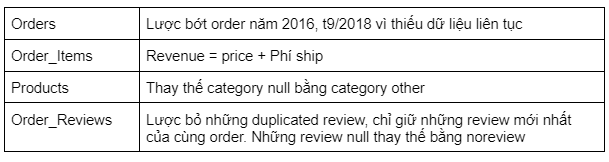 Orders
Lược bớt order năm 2016, t9/2018 vì thiếu dữ liệu liên tục
Order_Items
Revenue = price + Phí ship
Products
Thay thế category null bằng category other
Order_Reviews
Lược bỏ những duplicated review, chỉ giữ những review mới nhất
của cùng order. Những review null thay thế bằng noreview